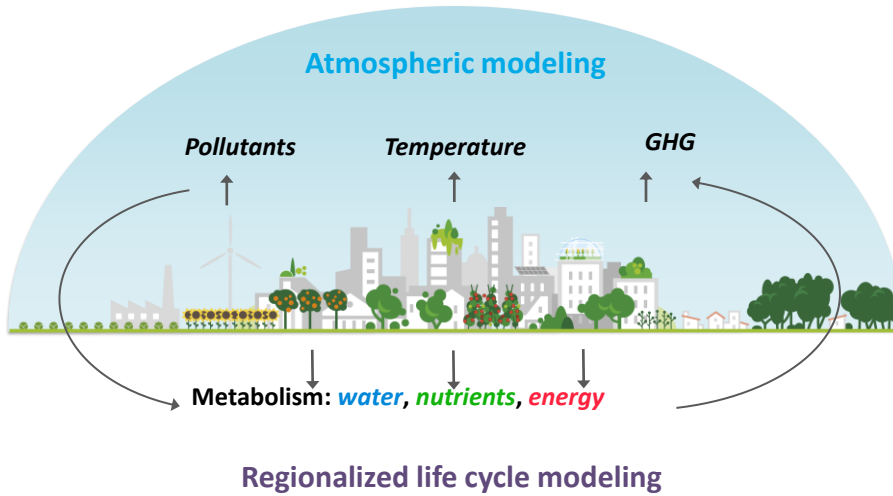 Atmospheric modeling
Pollutants Temperature GHG
Metabolism: water, nutrients, energy
Regionalized life cycle modeling